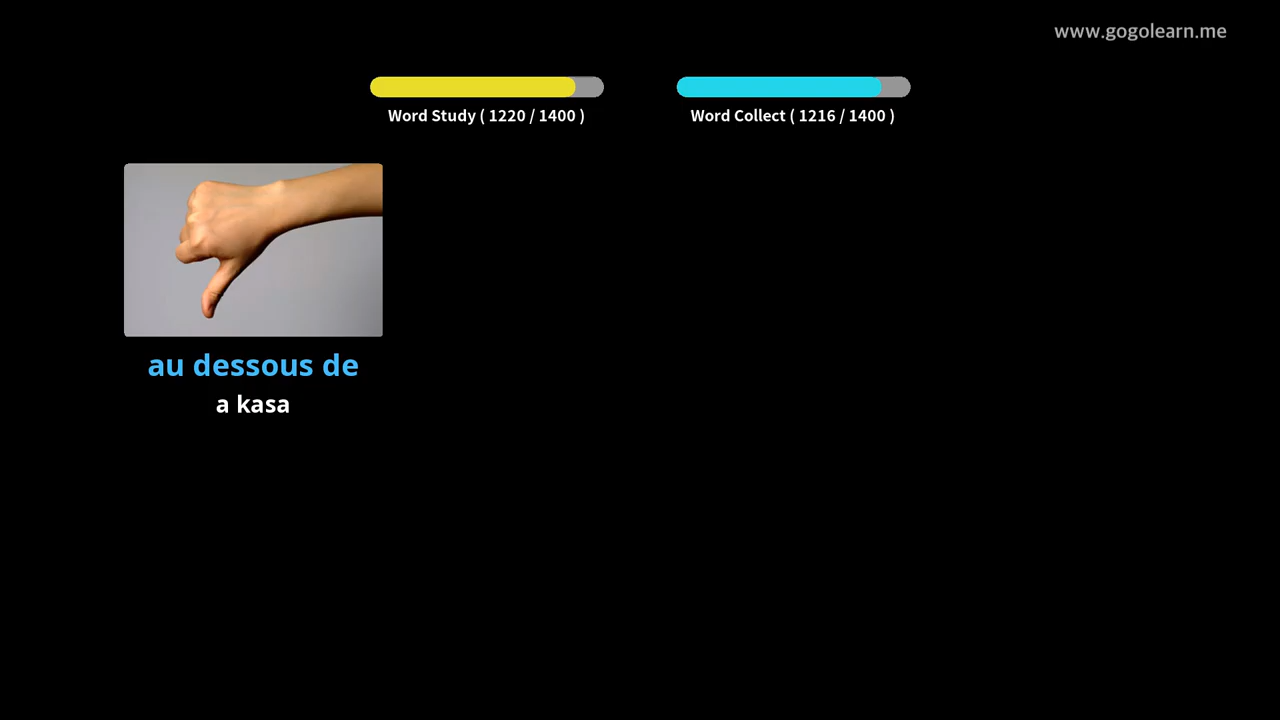 www.gogolearn.me
Word Study ( 1220 / 1400 )
Word Collect ( 1216 / 1400 )
au dessous de
a kasa